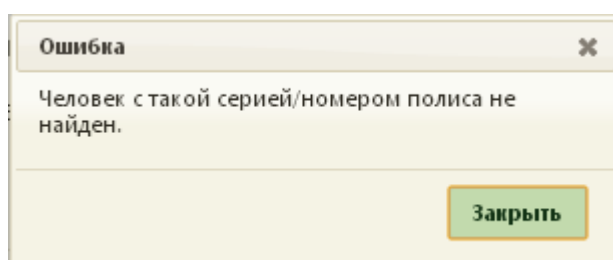 Ошибка
Человек с такой серией/номером полиса не
найден.
Закрыть